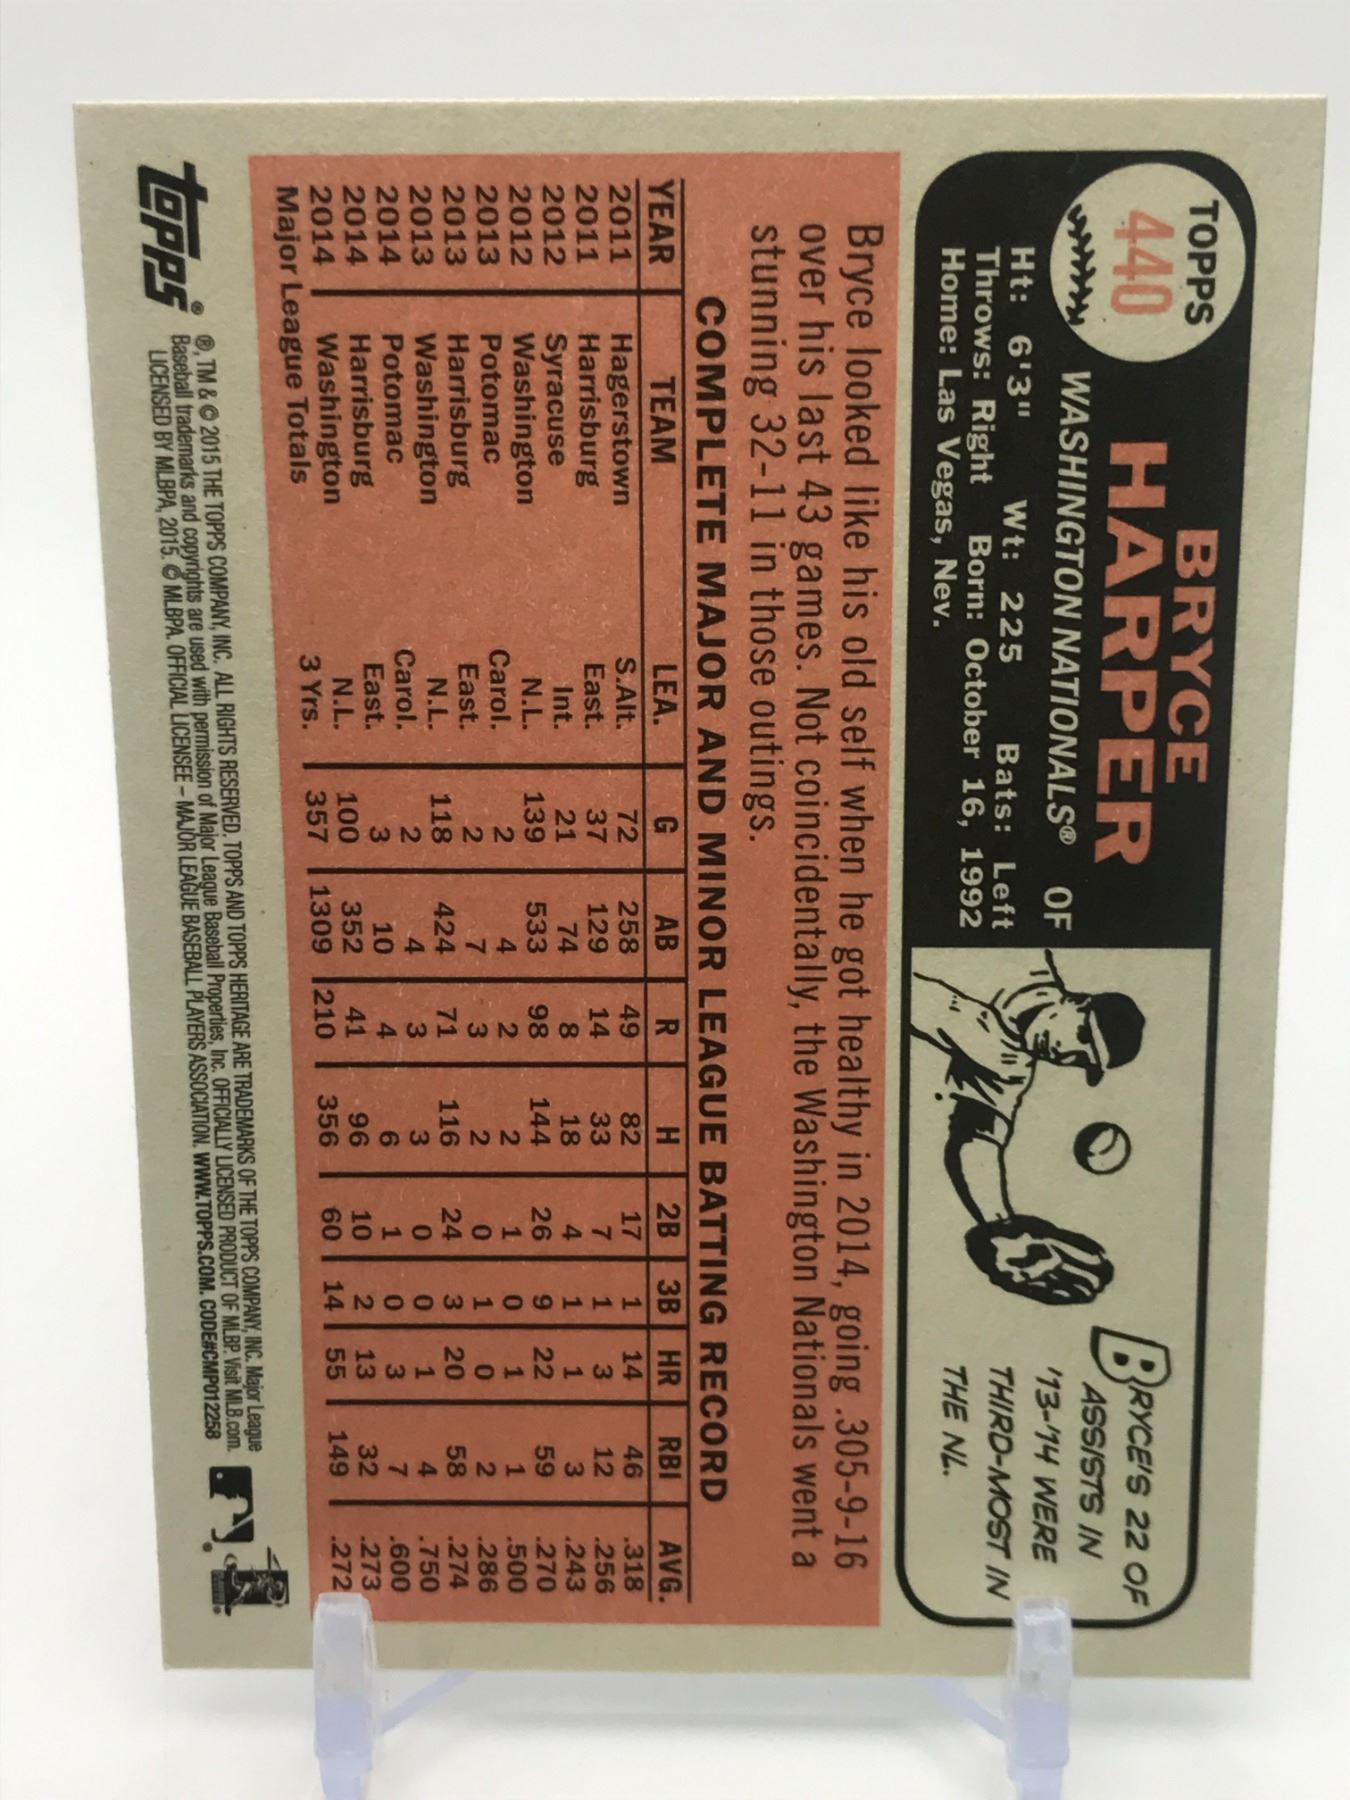 TOPPS
440
BRYCE
HARPER
WASHINGTON NATIONALS® OF
Ht: 6'3" Wt: 225 Bats: Left
Throws: Right Born: October 16, 1992
Home: Las Vegas, Nev.
BRYCE'S 22 OF
ASSISTS IN
'13-'14 WERE
THIRD-MOST IN
THE NL.
Bryce looked like his old self when he got healthy in 2014, going .305-9-16
over his last 43 games. Not coincidentally, the Washington Nationals went a
stunning 32-11 in those outings.
COMPLETE MAJOR AND MINOR LEAGUE BATTING RECORD
YEAR TEAM LEA. G AB R H 2B 3B HR RBI AVG.
2011 Hagerstown S.Alt. 72 258 49 82 17 1 14 46 .318
2011 Harrisburg East. 37 129 14 33 7 1 3 12 .256
2012 Syracuse Int. 21 74 8 18 4 1 1 3 .243
2012 Washington N.L. 139 533 98 144 26 9 22 59 .270
2013 Potomac Carol. 2 4 2 2 1 0 1 1 .500
2013 Harrisburg East. 2 7 3 2 0 1 0 2 .286
2013 Washington N.L. 118 424 71 116 24 3 20 58 .274
2014 Potomac Carol. 2 4 3 3 0 0 1 4 .750
2014 Harrisburg East. 3 10 4 6 1 0 3 7 .600
2014 Washington N.L. 100 352 41 96 10 2 13 32 .273
Major League Totals 3 Yrs. 357 1309 210 356 60 14 55 149 .272
topps®
®, TM & © 2015 THE TOPPS COMPANY, INC. ALL RIGHTS RESERVED. TOPPS AND TOPPS HERITAGE ARE TRADEMARKS OF THE TOPPS COMPANY, INC. Major League
Baseball trademarks and copyrights are used with permission of Major League Baseball Properties, Inc. OFFICIALLY LICENSED PRODUCT OF MLBP. Visit MLB.com.
LICENSED BY MLBPA, 2015. © MLBPA. OFFICIAL LICENSEE – MAJOR LEAGUE BASEBALL PLAYERS ASSOCIATION. WWW.TOPPS.COM. CODE#CMP012258